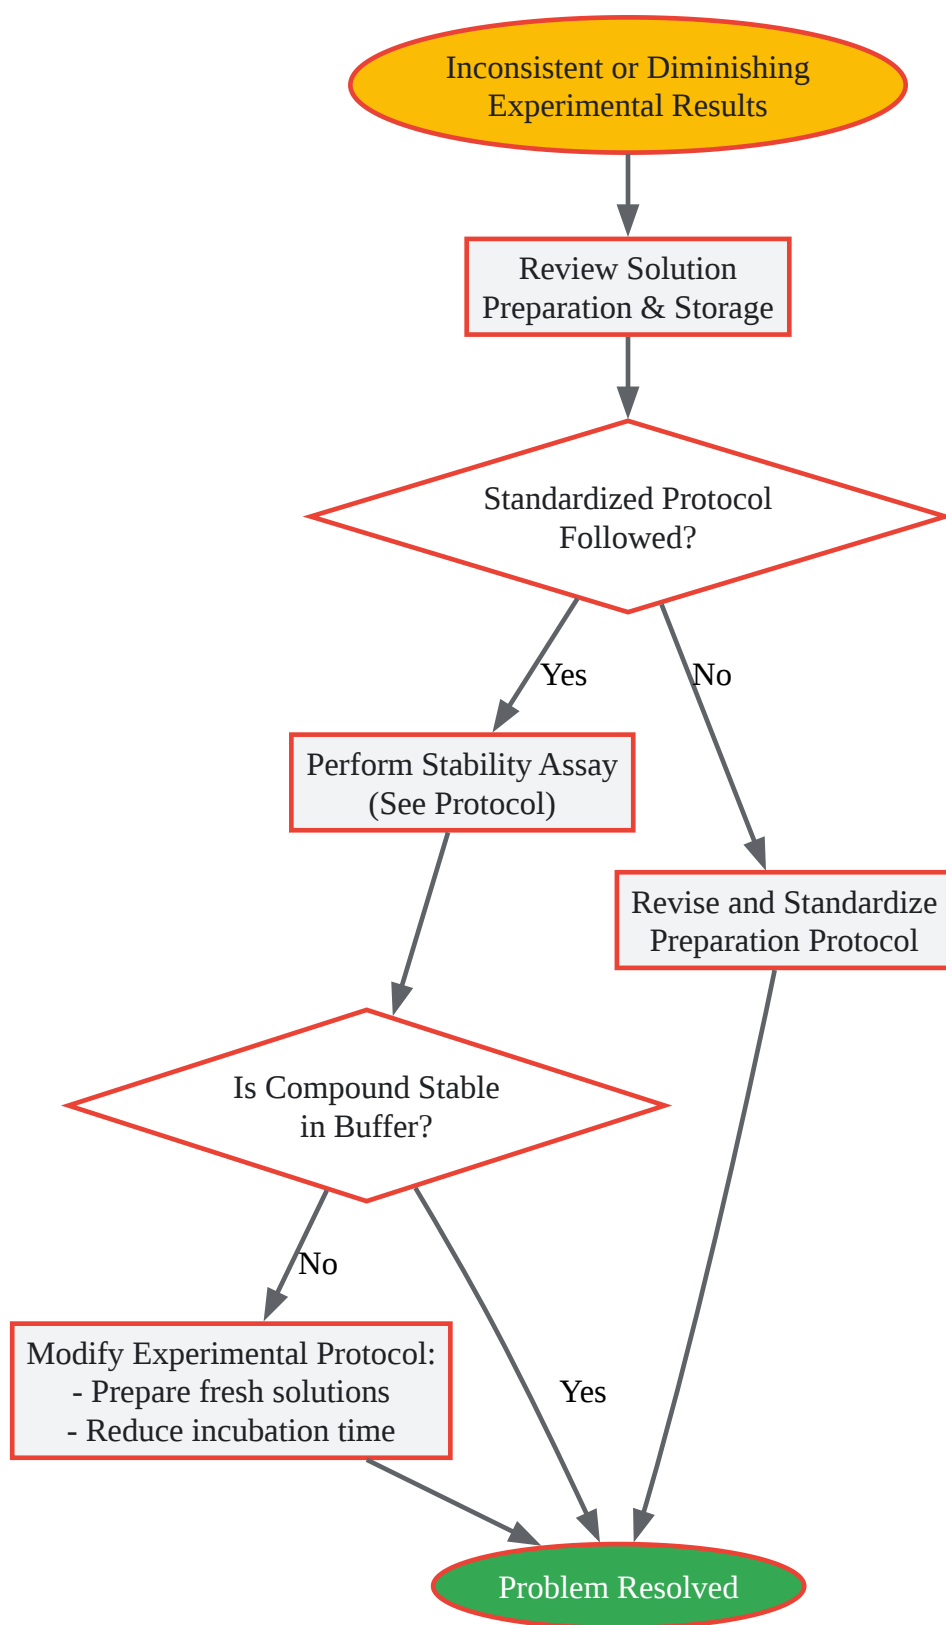 Inconsistent or Diminishing
Experimental Results
Review Solution
Preparation & Storage
Standardized Protocol
Followed?
Yes
No
Perform Stability Assay
(See Protocol)
Revise and Standardize
Preparation Protocol
Is Compound Stable
in Buffer?
No
Modify Experimental Protocol:
- Prepare fresh solutions
- Reduce incubation time
Yes
Problem Resolved